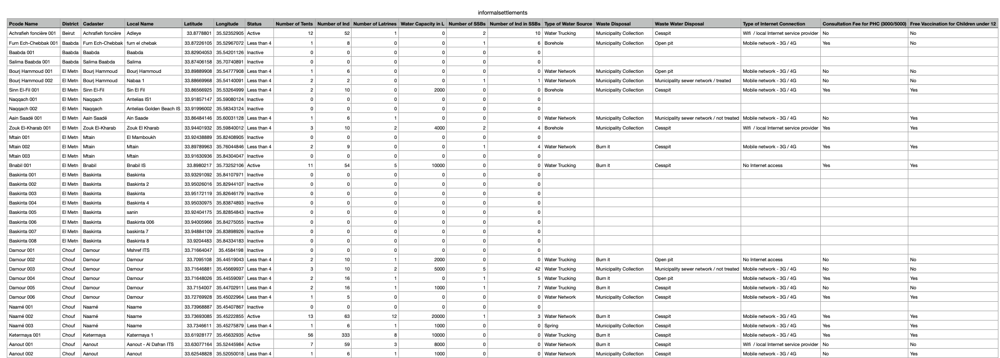 informalsettlements
Pcode Name District Cadaster Local Name Latitude Longitude Status Number of Tents Number of Ind Number of Latrines Water Capacity in L Number of SSBs Number of Ind in SSBs Type of Water Source Waste Disposal Waste Water Disposal Type of Internet Connection Consultation Fee for PHC (3000/5000) Free Vaccination for Children under 12
Achrafieh foncière 001 Beirut Achrafieh foncière Adleye 33.8778801 35.52352905 Active 12 52 1 0 2 10 Water Trucking Municipality Collection Cesspit Wifi / local Internet service provider No No
Furn Ech-Chebbak 001 Baabda Furn Ech-Chebbak furn el chebak 33.87226105 35.52967072 Less than 4 1 8 0 0 1 6 Borehole Municipality Collection Open pit Mobile network - 3G / 4G Yes No
Baabda 001 Baabda Baabda Baabda 33.82904053 35.54201126 Inactive 0 0 0 0 0 0
Salima Baabda 001 Baabda Salima Baabda Salima 33.87406158 35.70740891 Inactive 0 0 0 0 0 0
Bourj Hammoud 001 El Metn Bourj Hammoud Bourj Hammoud 33.89889908 35.54777908 Less than 4 1 6 0 0 0 0 Water Network Municipality Collection Open pit Mobile network - 3G / 4G No No
Bourj Hammoud 002 El Metn Bourj Hammoud Nabaa 1 33.88669968 35.54140091 Less than 4 2 2 0 0 1 1 Water Network Municipality Collection Municipality sewer network / treated Mobile network - 3G / 4G No No
Sinn El-Fil 001 El Metn Sinn El-Fil Sin El Fil 33.86566925 35.53264999 Less than 4 2 10 0 2000 0 0 Borehole Municipality Collection Cesspit Mobile network - 3G / 4G Yes Yes
Naqqach 001 El Metn Naqqach Antelias IS1 33.91857147 35.59080124 Inactive 0 0 0 0 0 0
Naqqach 002 El Metn Naqqach Antelias Golden Beach IS 33.91996002 35.58343124 Inactive 0 0 0 0 0 0
Aain Saadé 001 El Metn Aain Saadé Ain Saade 33.86484146 35.60031128 Less than 4 1 6 1 0 0 0 Water Network Municipality Collection Municipality sewer network / not treated Mobile network - 3G / 4G No Yes
Zouk El-Kharab 001 El Metn Zouk El-Kharab Zouk El Kharab 33.94401932 35.59840012 Less than 4 3 10 2 4000 2 4 Borehole Municipality Collection Cesspit Wifi / local Internet service provider Yes Yes
Mtain 001 El Metn Mtain El Mamboukh 33.92438889 35.82408905 Inactive 0 0 0 0 0 0
Mtain 002 El Metn Mtain Mtain 33.89789963 35.76044846 Less than 4 2 9 0 0 1 4 Water Network Burn it Cesspit Mobile network - 3G / 4G Yes Yes
Mtain 003 El Metn Mtain Mtain 33.91630936 35.84304047 Inactive 0 0 0 0 0 0
Bnabil 001 El Metn Bnabil Bnabil IS 33.8980217 35.73252106 Active 11 54 5 10000 0 0 Water Trucking Burn it Cesspit No Internet access Yes Yes
Baskinta 001 El Metn Baskinta Baskinta 33.93291092 35.84107971 Inactive 0 0 0 0 0 0
Baskinta 002 El Metn Baskinta Baskinta 2 33.95026016 35.82944107 Inactive 0 0 0 0 0 0
Baskinta 003 El Metn Baskinta Baskinta 33.95172119 35.82646179 Inactive 0 0 0 0 0 0
Baskinta 004 El Metn Baskinta Baskinta 4 33.95030975 35.83874893 Inactive 0 0 0 0 0 0
Baskinta 005 El Metn Baskinta sanin 33.92404175 35.82854843 Inactive 0 0 0 0 0 0
Baskinta 006 El Metn Baskinta Baskinta 006 33.94005966 35.84275055 Inactive 0 0 0 0 0 0
Baskinta 007 El Metn Baskinta baskinta 7 33.94884109 35.83898926 Inactive 0 0 0 0 0 0
Baskinta 008 El Metn Baskinta Baskinta 8 33.9204483 35.84334183 Inactive 0 0 0 0 0 0
Damour 001 Chouf Damour Mshref ITS 33.71664047 35.4584198 Inactive 0 0 0 0 0 0
Damour 002 Chouf Damour Damour 33.7095108 35.44519043 Less than 4 2 10 1 2000 0 0 Water Trucking Burn it Open pit No Internet access No No
Damour 003 Chouf Damour Damour 33.71646881 35.45669937 Less than 4 3 10 2 5000 5 42 Water Trucking Municipality Collection Municipality sewer network / not treated Mobile network - 3G / 4G No No
Damour 004 Chouf Damour Damour 33.71648026 35.44559097 Less than 4 2 16 1 0 1 5 Water Trucking Burn it Open pit Mobile network - 3G / 4G Yes Yes
Damour 005 Chouf Damour Damour 33.7154007 35.44702911 Less than 4 2 16 1 1000 1 7 Water Trucking Burn it Cesspit Mobile network - 3G / 4G No No
Damour 006 Chouf Damour Damour 33.72769928 35.45022964 Less than 4 1 5 0 0 0 0 Water Network Municipality Collection Cesspit Mobile network - 3G / 4G Yes Yes
Naamé 001 Chouf Naamé Naame 33.73968887 35.45407867 Inactive 0 0 0 0 0 0
Naamé 002 Chouf Naamé Naame 33.73693085 35.45222855 Active 13 63 12 20000 1 3 Water Network Burn it Cesspit Mobile network - 3G / 4G Yes Yes
Naamé 003 Chouf Naamé Naame 33.7346611 35.45275879 Less than 4 1 6 1 1000 0 0 Spring Municipality Collection Cesspit Mobile network - 3G / 4G Yes Yes
Ketermaya 001 Chouf Ketermaya Katermaya 1 33.61928177 35.45632935 Active 56 333 8 10000 0 0 Water Trucking Burn it Cesspit Mobile network - 3G / 4G Yes Yes
Aanout 001 Chouf Aanout Aanout - Al Dafran ITS 33.63077164 35.52445984 Active 7 59 3 8000 0 0 Water Network Burn it Cesspit Wifi / local Internet service provider No No
Aanout 002 Chouf Aanout Aanout 33.62548828 35.52050018 Less than 4 1 6 1 1000 0 0 Water Network Municipality Collection Cesspit Mobile network - 3G / 4G No Yes